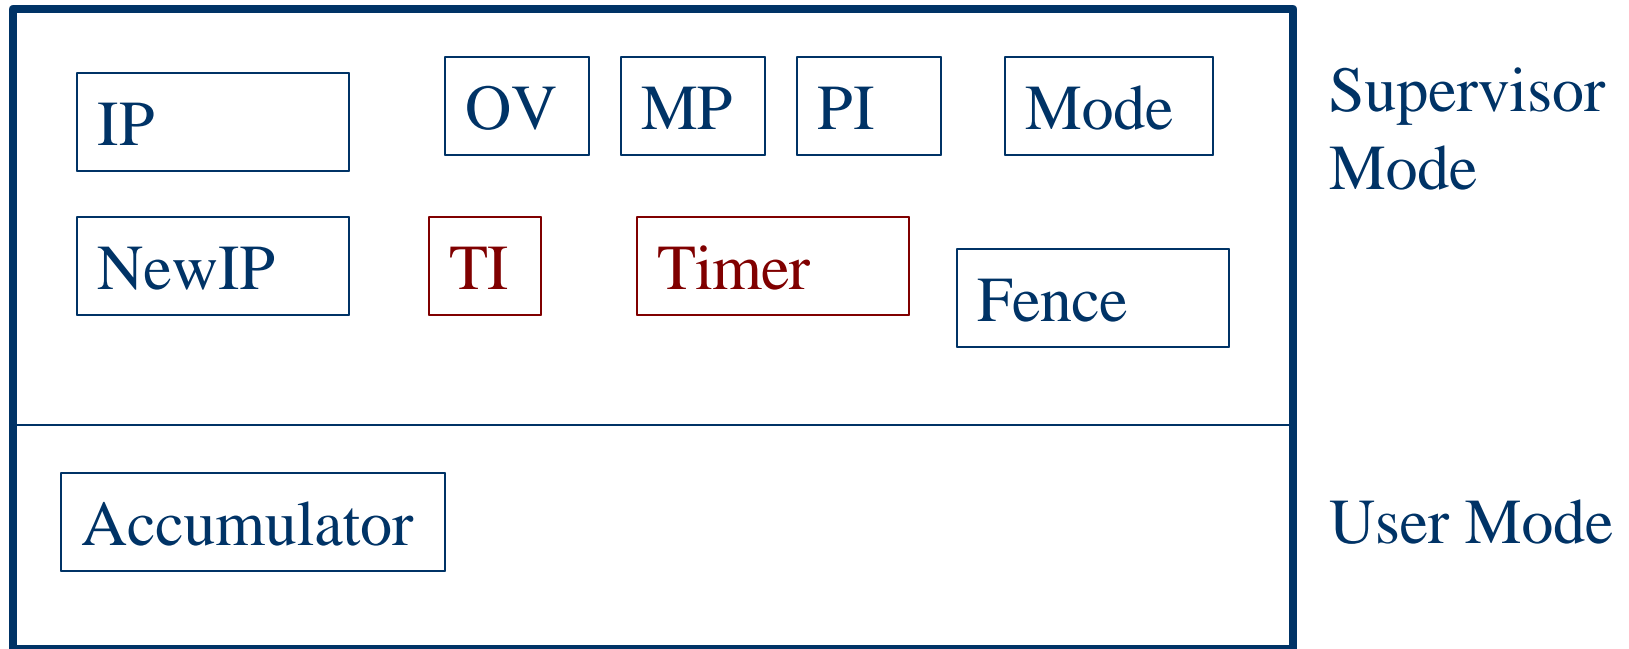 IP
OV
MP
PI
Mode
Supervisor
Mode
NewIP
TI
Timer
Fence
Accumulator
User Mode